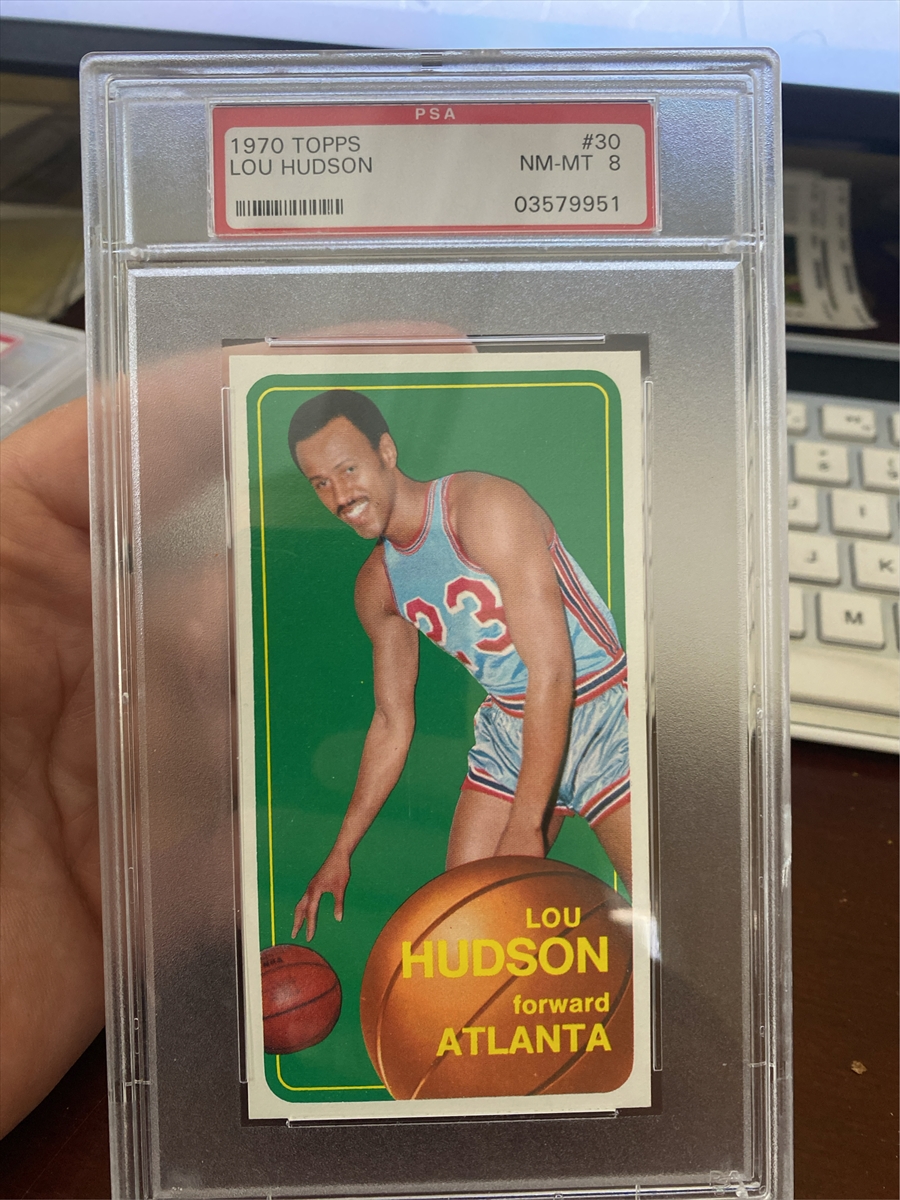 PSA
1970 TOPPS #30
LOU HUDSON NM-MT 8
03579951
23
LOU
HUDSON
forward
ATLANTA
J
K
M